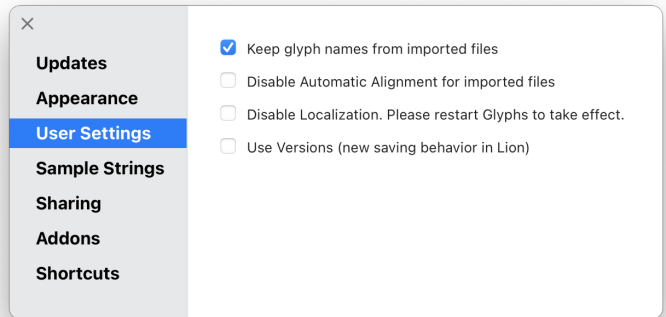 Updates
Appearance
User Settings
Sample Strings
Sharing
Addons
Shortcuts
Keep glyph names from imported files
Disable Automatic Alignment for imported files
Disable Localization. Please restart Glyphs to take effect.
Use Versions (new saving behavior in Lion)